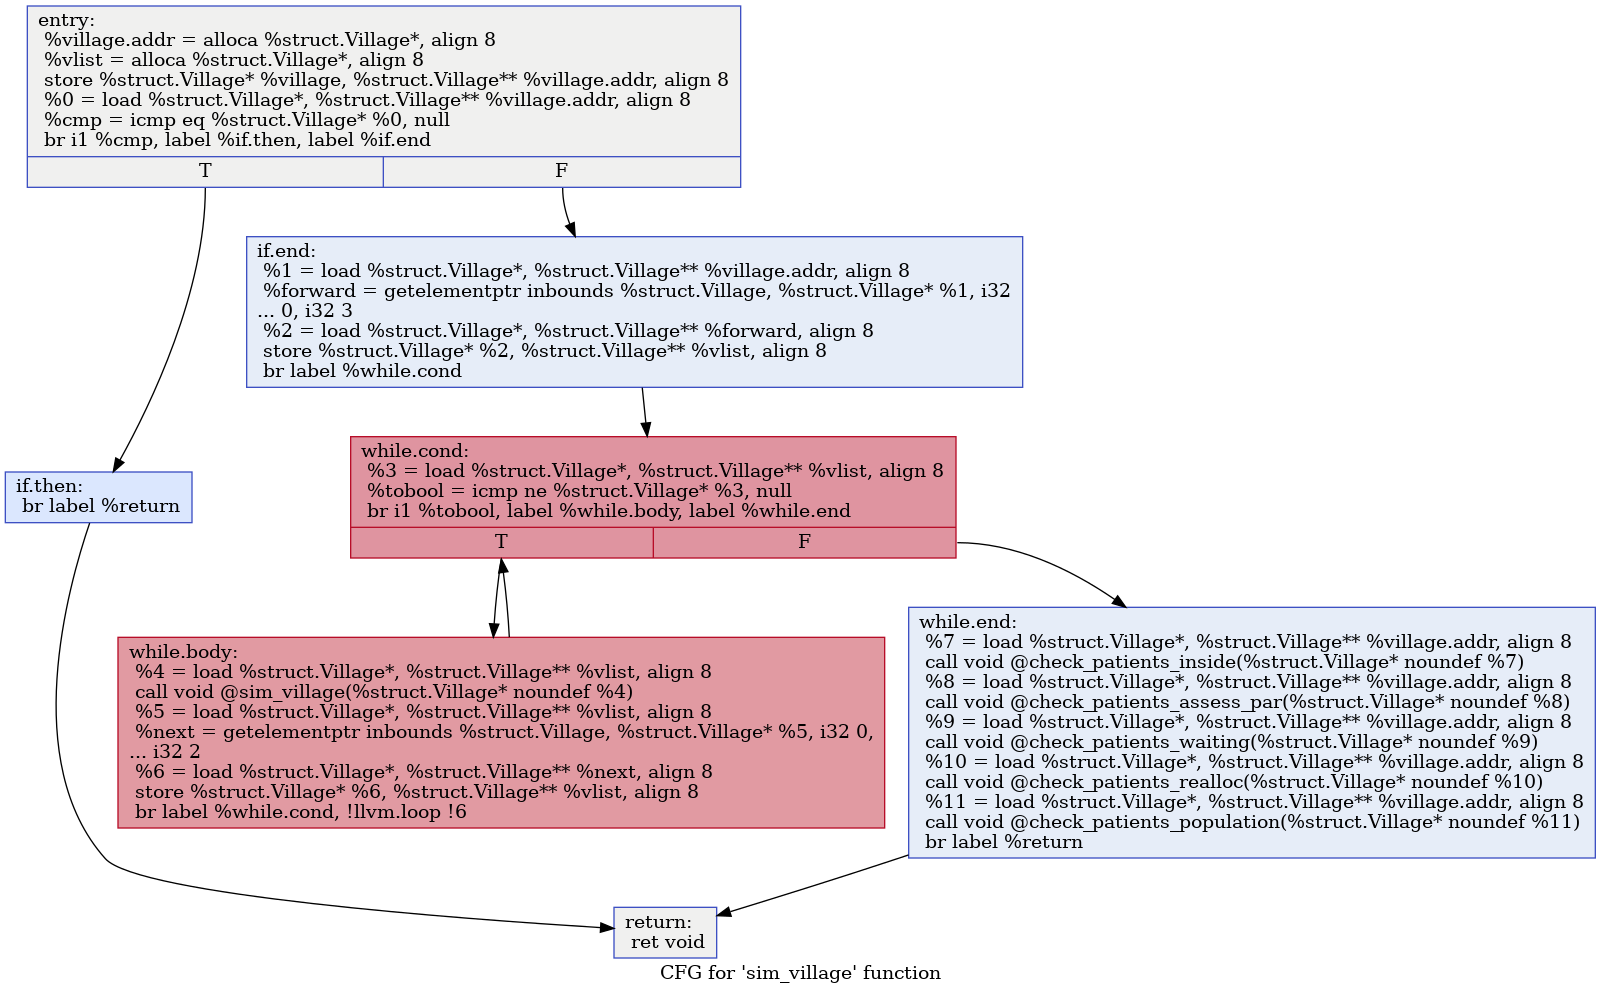 entry:
%village.addr = alloca %struct.Village*, align 8
%vlist = alloca %struct.Village*, align 8
store %struct.Village* %village, %struct.Village** %village.addr, align 8
%0 = load %struct.Village*, %struct.Village** %village.addr, align 8
%cmp = icmp eq %struct.Village* %0, null
br i1 %cmp, label %if.then, label %if.end
T
F
if.end:
%1 = load %struct.Village*, %struct.Village** %village.addr, align 8
%forward = getelementptr inbounds %struct.Village, %struct.Village* %1, i32
... 0, i32 3
%2 = load %struct.Village*, %struct.Village** %forward, align 8
store %struct.Village* %2, %struct.Village** %vlist, align 8
br label %while.cond
if.then:
br label %return
while.cond:
%3 = load %struct.Village*, %struct.Village** %vlist, align 8
%tobool = icmp ne %struct.Village* %3, null
br i1 %tobool, label %while.body, label %while.end
T
F
while.body:
%4 = load %struct.Village*, %struct.Village** %vlist, align 8
call void @sim_village(%struct.Village* noundef %4)
%5 = load %struct.Village*, %struct.Village** %vlist, align 8
%next = getelementptr inbounds %struct.Village, %struct.Village* %5, i32 0,
... i32 2
%6 = load %struct.Village*, %struct.Village** %next, align 8
store %struct.Village* %6, %struct.Village** %vlist, align 8
br label %while.cond, !llvm.loop !6
while.end:
%7 = load %struct.Village*, %struct.Village** %village.addr, align 8
call void @check_patients_inside(%struct.Village* noundef %7)
%8 = load %struct.Village*, %struct.Village** %village.addr, align 8
call void @check_patients_assess_par(%struct.Village* noundef %8)
%9 = load %struct.Village*, %struct.Village** %village.addr, align 8
call void @check_patients_waiting(%struct.Village* noundef %9)
%10 = load %struct.Village*, %struct.Village** %village.addr, align 8
call void @check_patients_realloc(%struct.Village* noundef %10)
%11 = load %struct.Village*, %struct.Village** %village.addr, align 8
call void @check_patients_population(%struct.Village* noundef %11)
br label %return
return:
ret void
CFG for 'sim_village' function